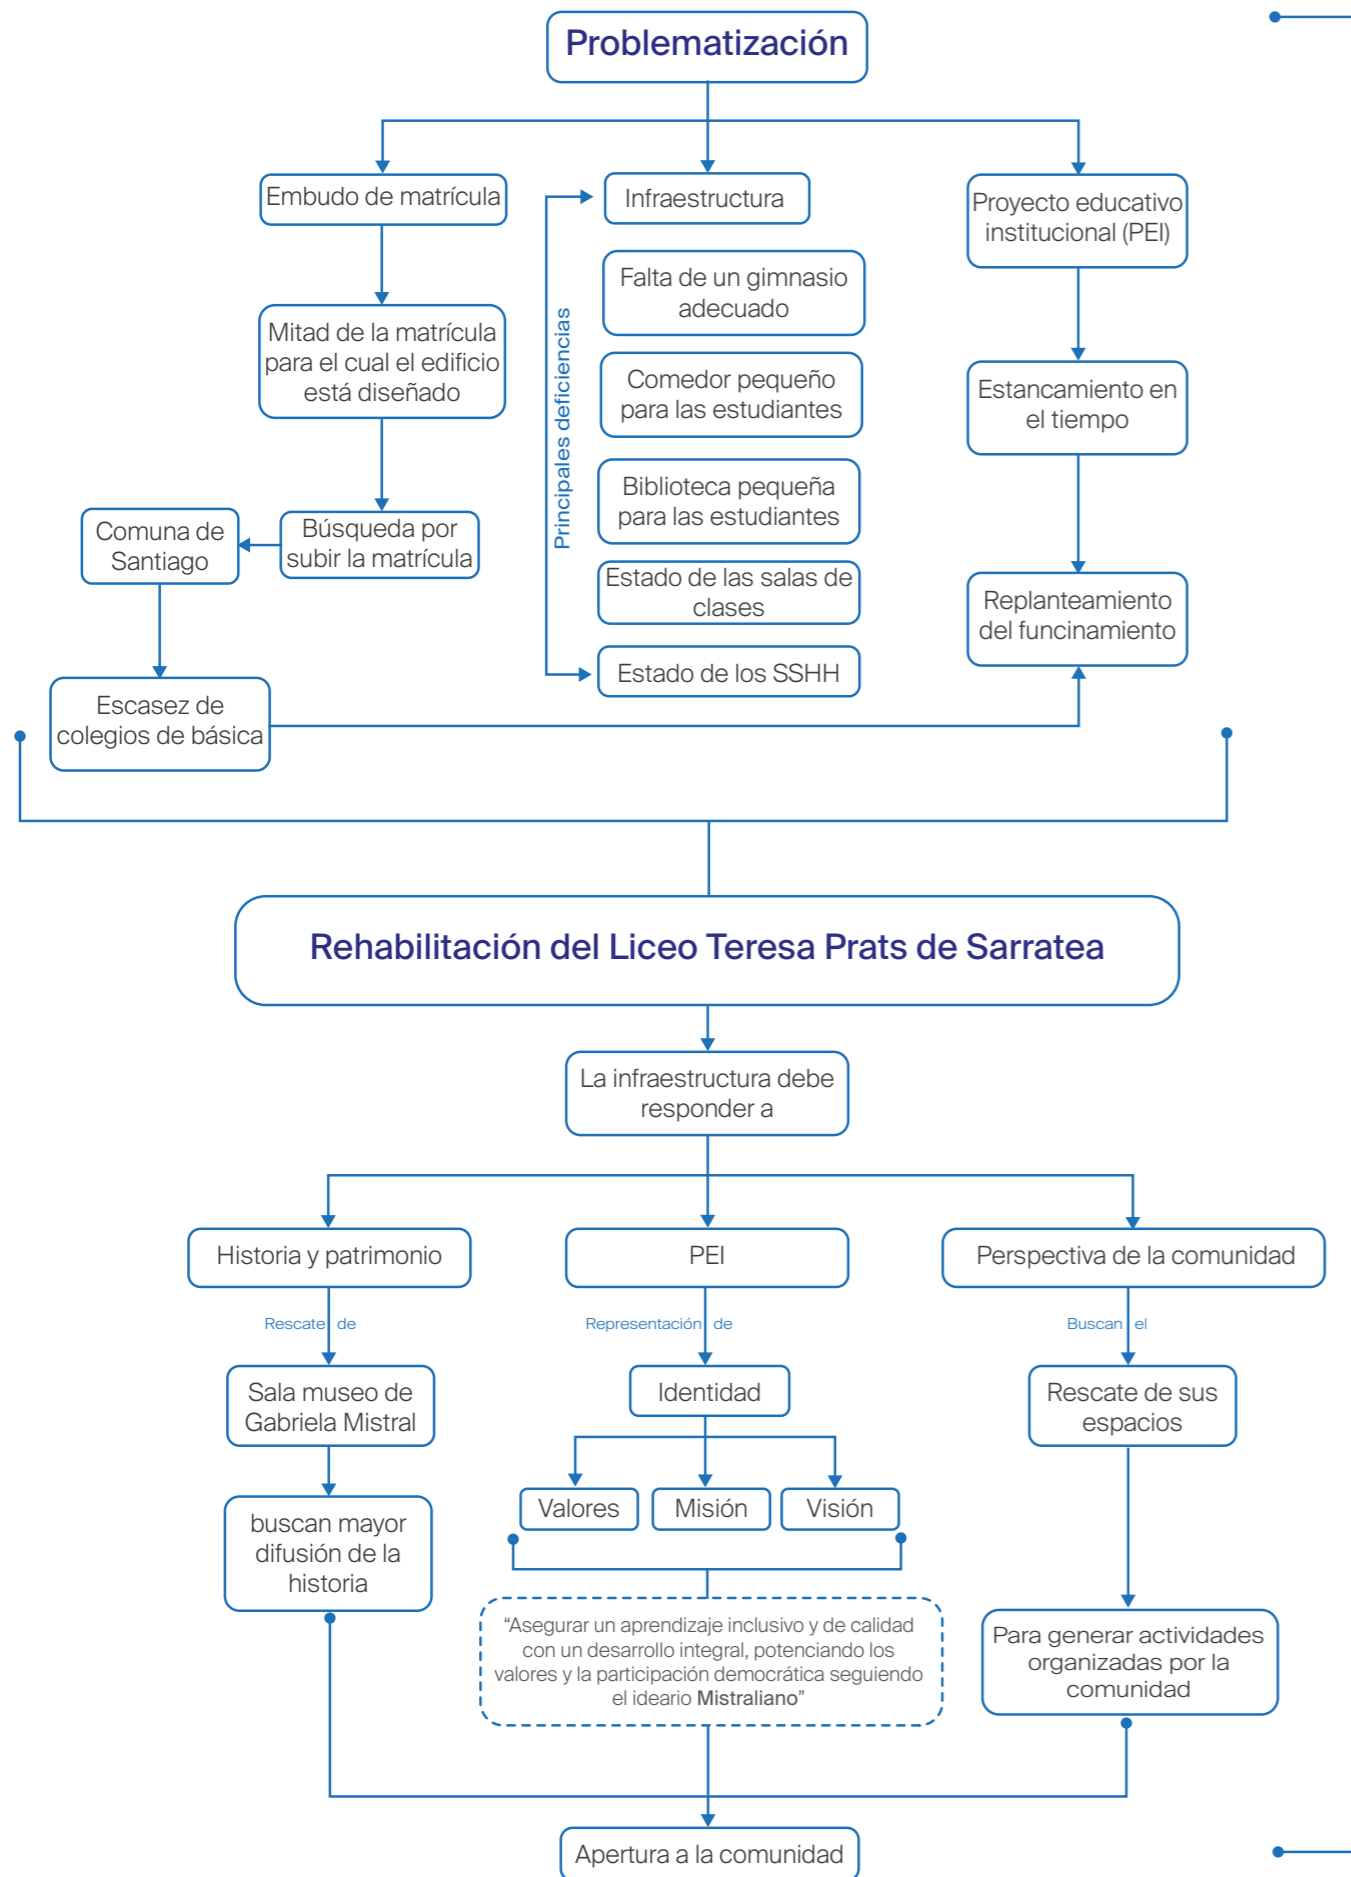 Problematización
Embudo de matrícula
Infraestructura
Proyecto educativo
institucional (PEI)
Principales deficiencias
Falta de un gimnasio
adecuado
Mitad de la matrícula
para el cual el edificio
está diseñado
Comedor pequeño
para las estudiantes
Estancamiento en
el tiempo
Biblioteca pequeña
para las estudiantes
Comuna de
Santiago
Búsqueda por
subir la matrícula
Estado de las salas de
clases
Replanteamiento
del funcinamiento
Estado de los SSHH
Escasez de
colegios de básica
Rehabilitación del Liceo Teresa Prats de Sarratea
La infraestructura debe
responder a
Historia y patrimonio
PEI
Perspectiva de la comunidad
Rescate de
Representación de
Buscan el
Sala museo de
Gabriela Mistral
Identidad
Rescate de sus
espacios
Valores
Misión
Visión
buscan mayor
difusión de la
historia
“Asegurar un aprendizaje inclusivo y de calidad
con un desarrollo integral, potenciando los
valores y la participación democrática seguiendo
el ideario Mistraliano”
Para generar actividades
organizadas por la
comunidad
Apertura a la comunidad